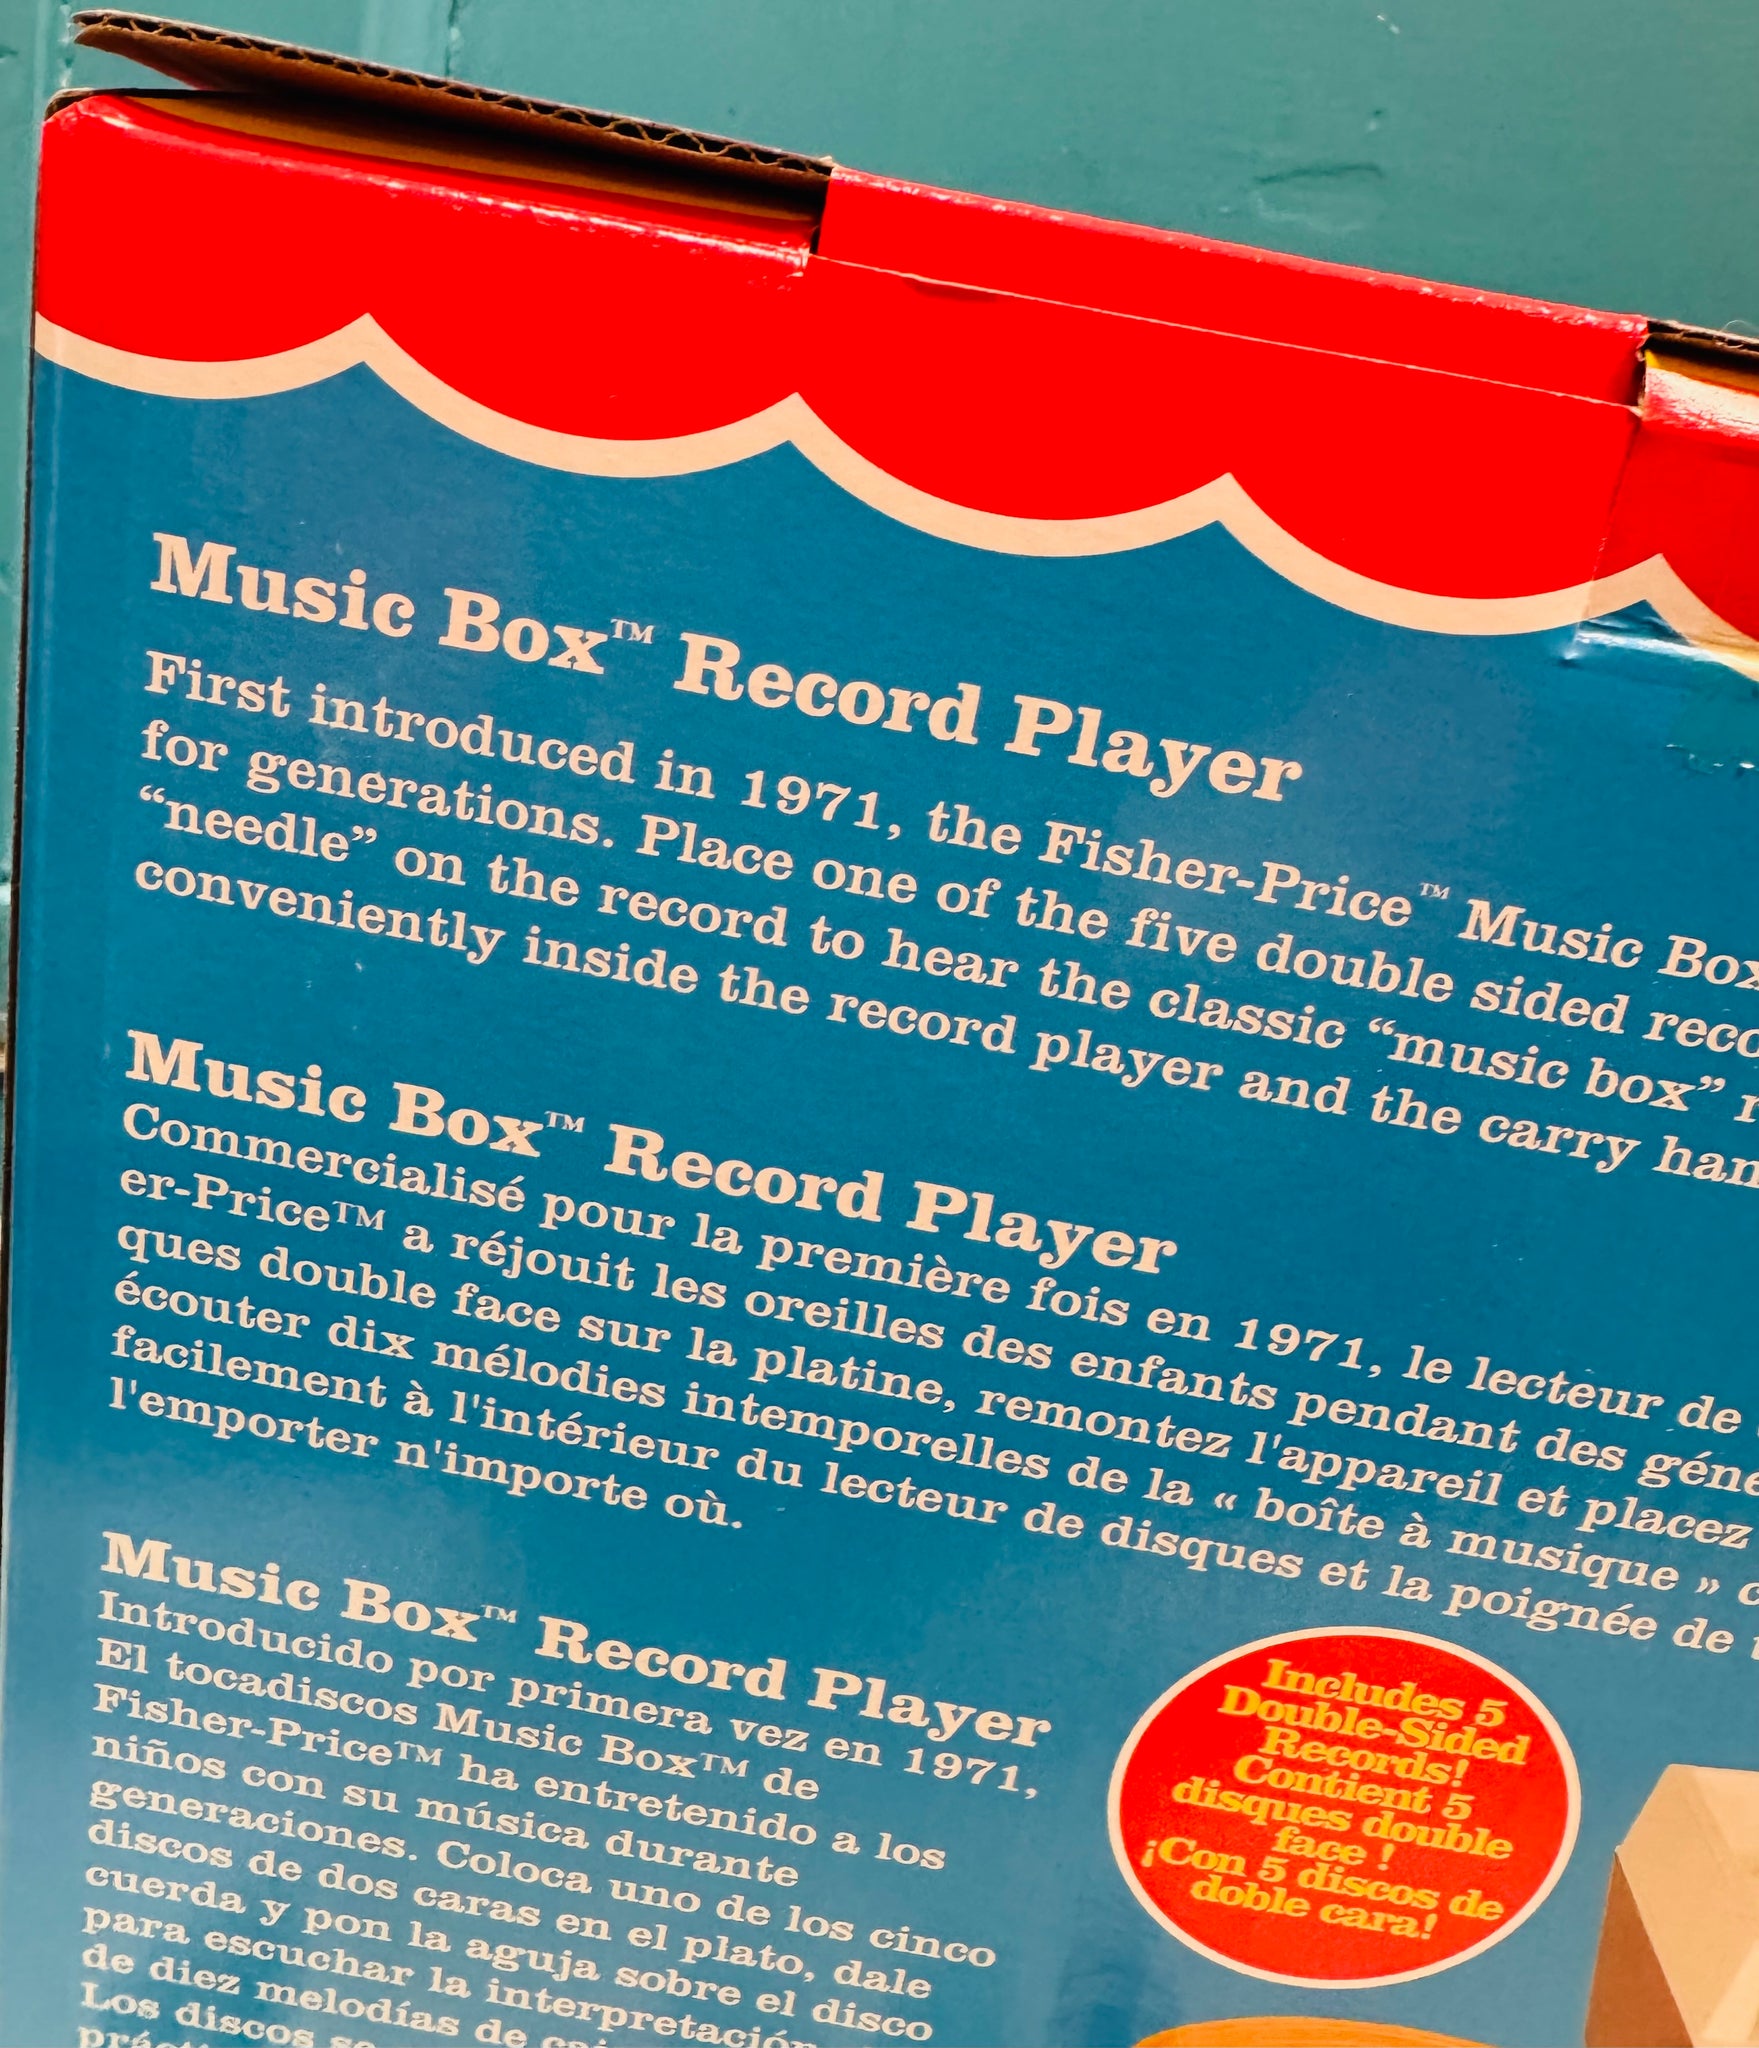 Music Box™ Record Player
First introduced in 1971, the Fisher-Price™ Music Box
for generations. Place one of the five double sided
“needle” on the record to hear the classic “music box”
conveniently inside the record player and the carry
Music Box™ Record Player
Commercialisé pour la première fois en 1971, le lecteur de
er-Price™ a réjouit les oreilles des enfants pendant des
ques double face sur la platine, remontez l'appareil et placez
écouter dix mélodies intemporelles de la « boîte à musique »
facilement à l'intérieur du lecteur de disques et la poignée de
l'emporter n'importe où.
Music Box™ Record Player
Introducido por primera vez en 1971,
El tocadiscos Music Box™ de
Fisher-Price™ ha entretenido a los
niños con su música durante
generaciones. Coloca uno de los cinco
discos de dos caras en el plato, dale
cuerda y pon la aguja sobre el disco
para escuchar la interpretación
de diez melodías de
Los discos
Includes 5
Double-Sided
Records!
Contient 5
disques double
face !
¡Con 5 discos de
doble cara!